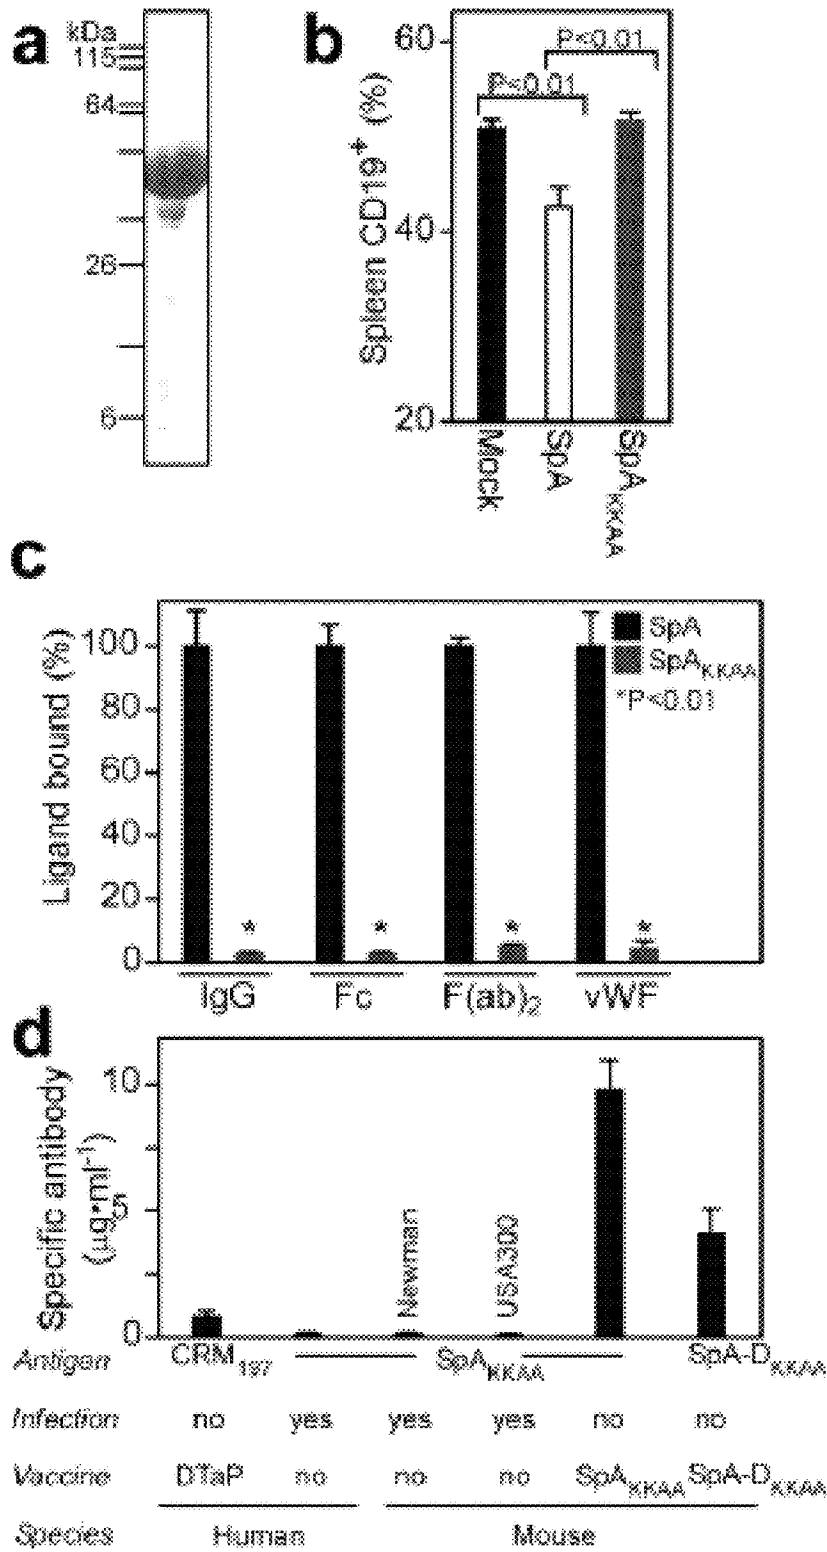 a
kDa
115
64
26
6
b
Spleen CD19+ (%)
60
40
20
P<0.01
P<0.01
Mock
SpA
SpAKKAA
c
Ligand bound (%)
100
80
60
40
20
0
SpA
SpAKKAA
*P<0.01
* * * *
IgG Fc F(ab)2 vWF
d
Specific antibody
(µg•ml-1)
10
5
0
Newman
USA300
Antigen CRM197 SpAKKAA SpA-DKKAA
Infection no yes yes yes no no
Vaccine DTaP no no no SpAKKAA SpA-DKKAA
Species Human Mouse